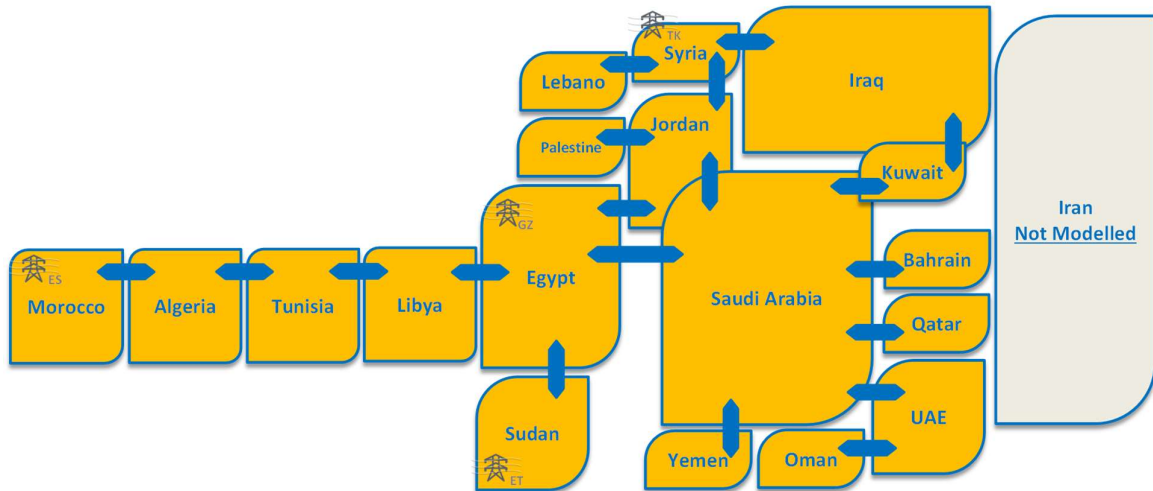 TK
Syria
Lebano
Iraq
Jordan
Palestine
Kuwait
GZ
Iran
Not Modelled
ES
Morocco
Algeria
Tunisia
Libya
Egypt
Saudi Arabia
Bahrain
Qatar
UAE
Sudan
ET
Yemen
Oman